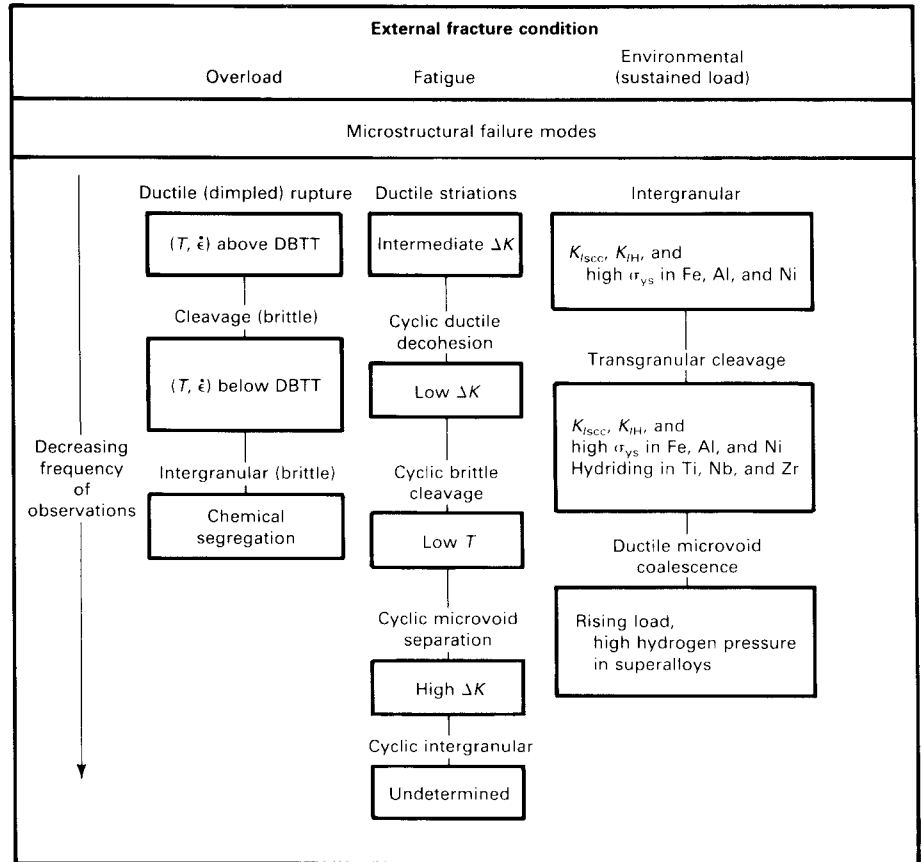 External fracture condition
Overload
Fatigue
Environmental
(sustained load)
Microstructural failure modes
Decreasing
frequency
of
observations
Ductile (dimpled) rupture
(T, ε̇) above DBTT
Cleavage (brittle)
(T, ε̇) below DBTT
Intergranular (brittle)
Chemical
segregation
Ductile striations
Intermediate ΔK
Cyclic ductile
decohesion
Low ΔK
Cyclic brittle
cleavage
Low T
Cyclic microvoid
separation
High ΔK
Cyclic intergranular
Undetermined
Intergranular
K_Iscc, K_IH, and
high σ_ys in Fe, Al, and Ni
Transgranular cleavage
K_Iscc, K_IH, and
high σ_ys in Fe, Al, and Ni
Hydriding in Ti, Nb, and Zr
Ductile microvoid
coalescence
Rising load,
high hydrogen pressure
in superalloys